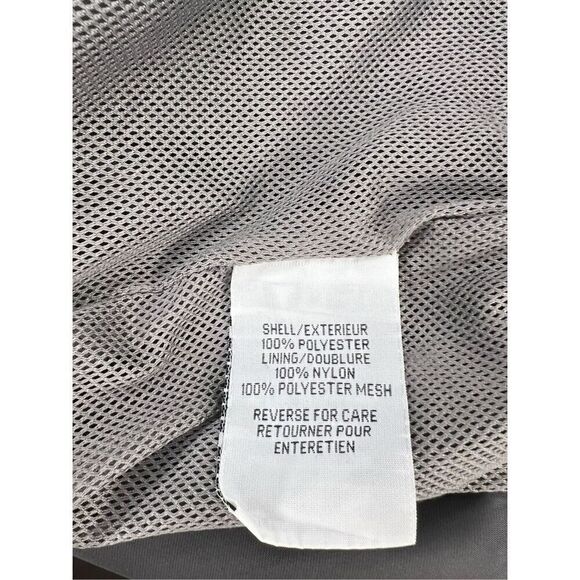 SHELL/EXTERIEUR
100% POLYESTER
LINING/DOUBLURE
100% NYLON
100% POLYESTER MESH
REVERSE FOR CARE
RETOURNER POUR
ENTERETIEN